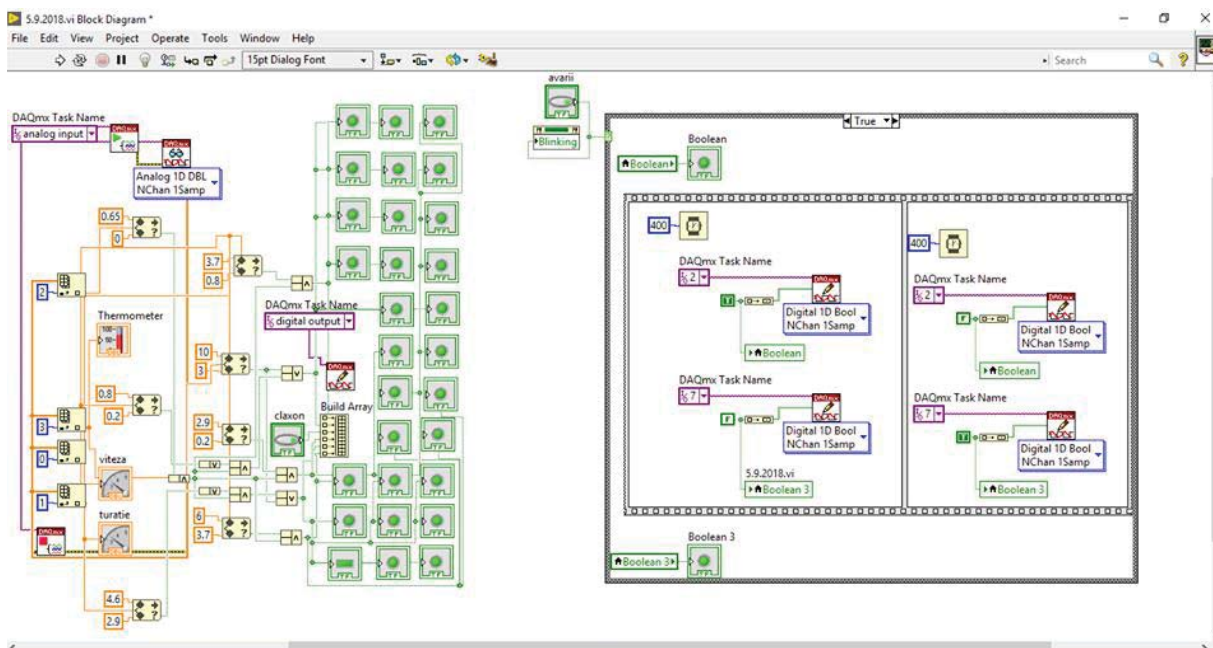 5.9.2018.vi Block Diagram *
File Edit View Project Operate Tools Window Help
15pt Dialog Font
Search
DAQmx Task Name
analog input
Analog 1D DBL
NChan 1Samp
0.65
0
2
Thermometer
100
50
0.8
0.2
3
0
viteza
1
turatie
4.6
2.9
3.7
0.8
DAQmx Task Name
digital output
10
3
claxon
Build Array
2.9
0.2
6
3.7
avarii
Blinking
True
Boolean
Boolean
400
DAQmx Task Name
2
T
Digital 1D Bool
NChan 1Samp
Boolean
DAQmx Task Name
7
F
Digital 1D Bool
NChan 1Samp
5.9.2018.vi
Boolean 3
400
DAQmx Task Name
2
F
Digital 1D Bool
NChan 1Samp
Boolean
DAQmx Task Name
7
T
Digital 1D Bool
NChan 1Samp
Boolean 3
Boolean 3
Boolean 3